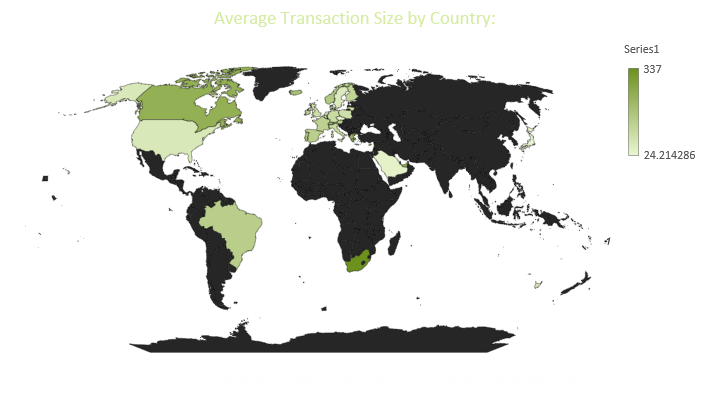 Average Transaction Size by Country:
Series1
337
24.214286